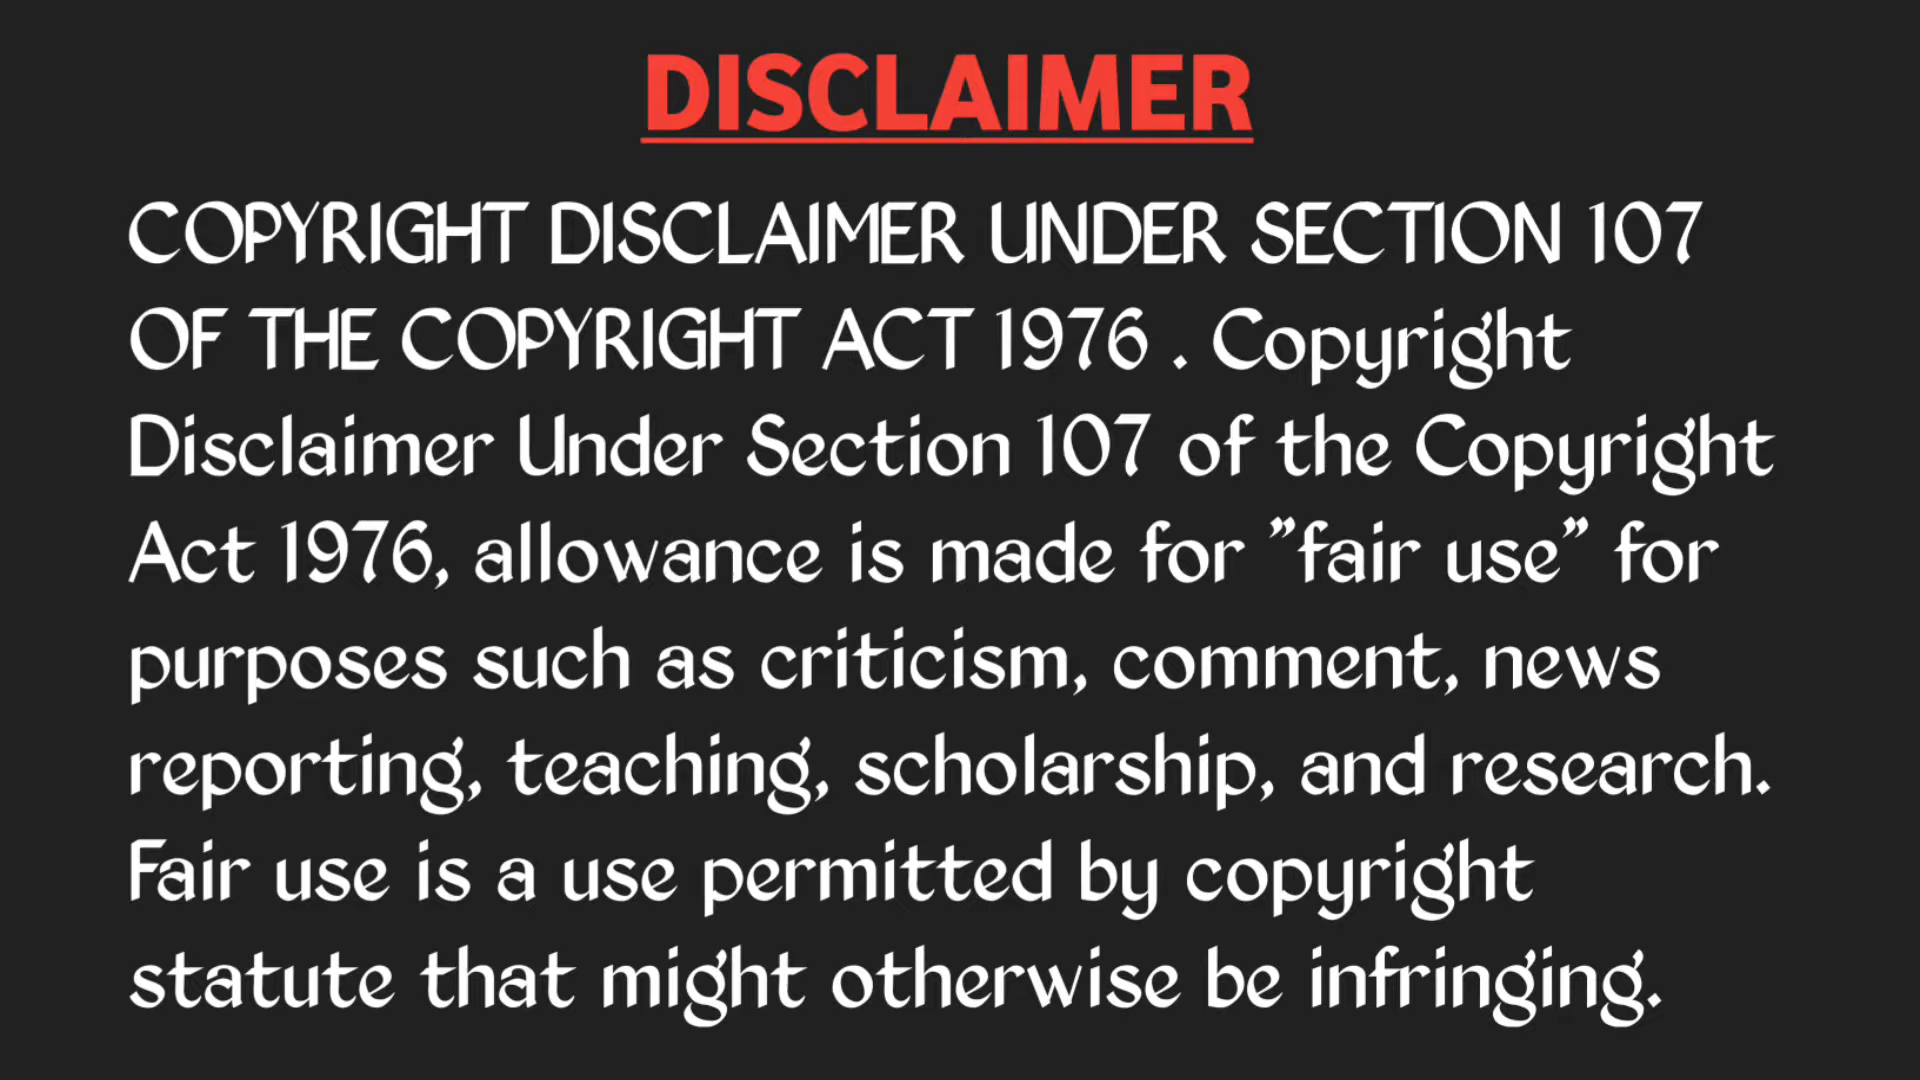 DISCLAIMER
COPYRIGHT DISCLAIMER UNDER SECTION 107
OF THE COPYRIGHT ACT 1976 . Copyright
Disclaimer Under Section 107 of the Copyright
Act 1976, allowance is made for ”fair use” for
purposes such as criticism, comment, news
reporting, teaching, scholarship, and research.
Fair use is a use permitted by copyright
statute that might otherwise be infringing.